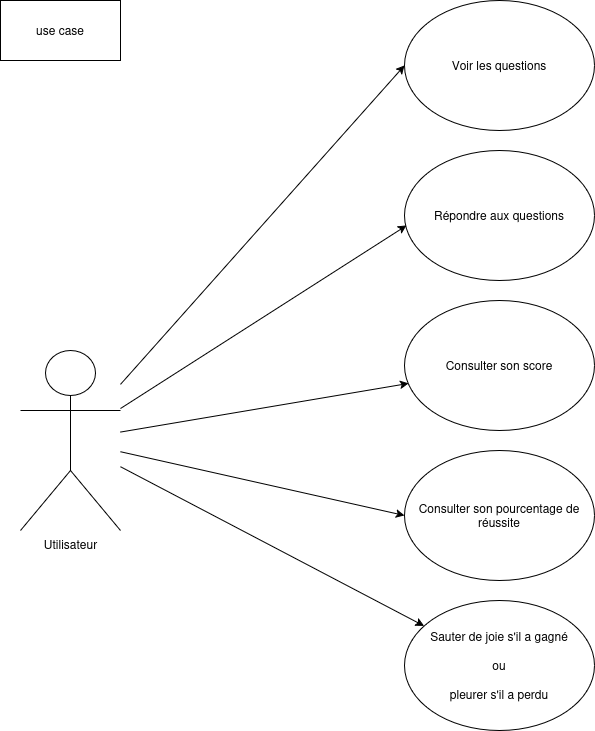 use case
Voir les questions
Répondre aux questions
Consulter son score
Consulter son pourcentage de
réussite
Utilisateur
Sauter de joie s'il a gagné
ou
pleurer s'il a perdu